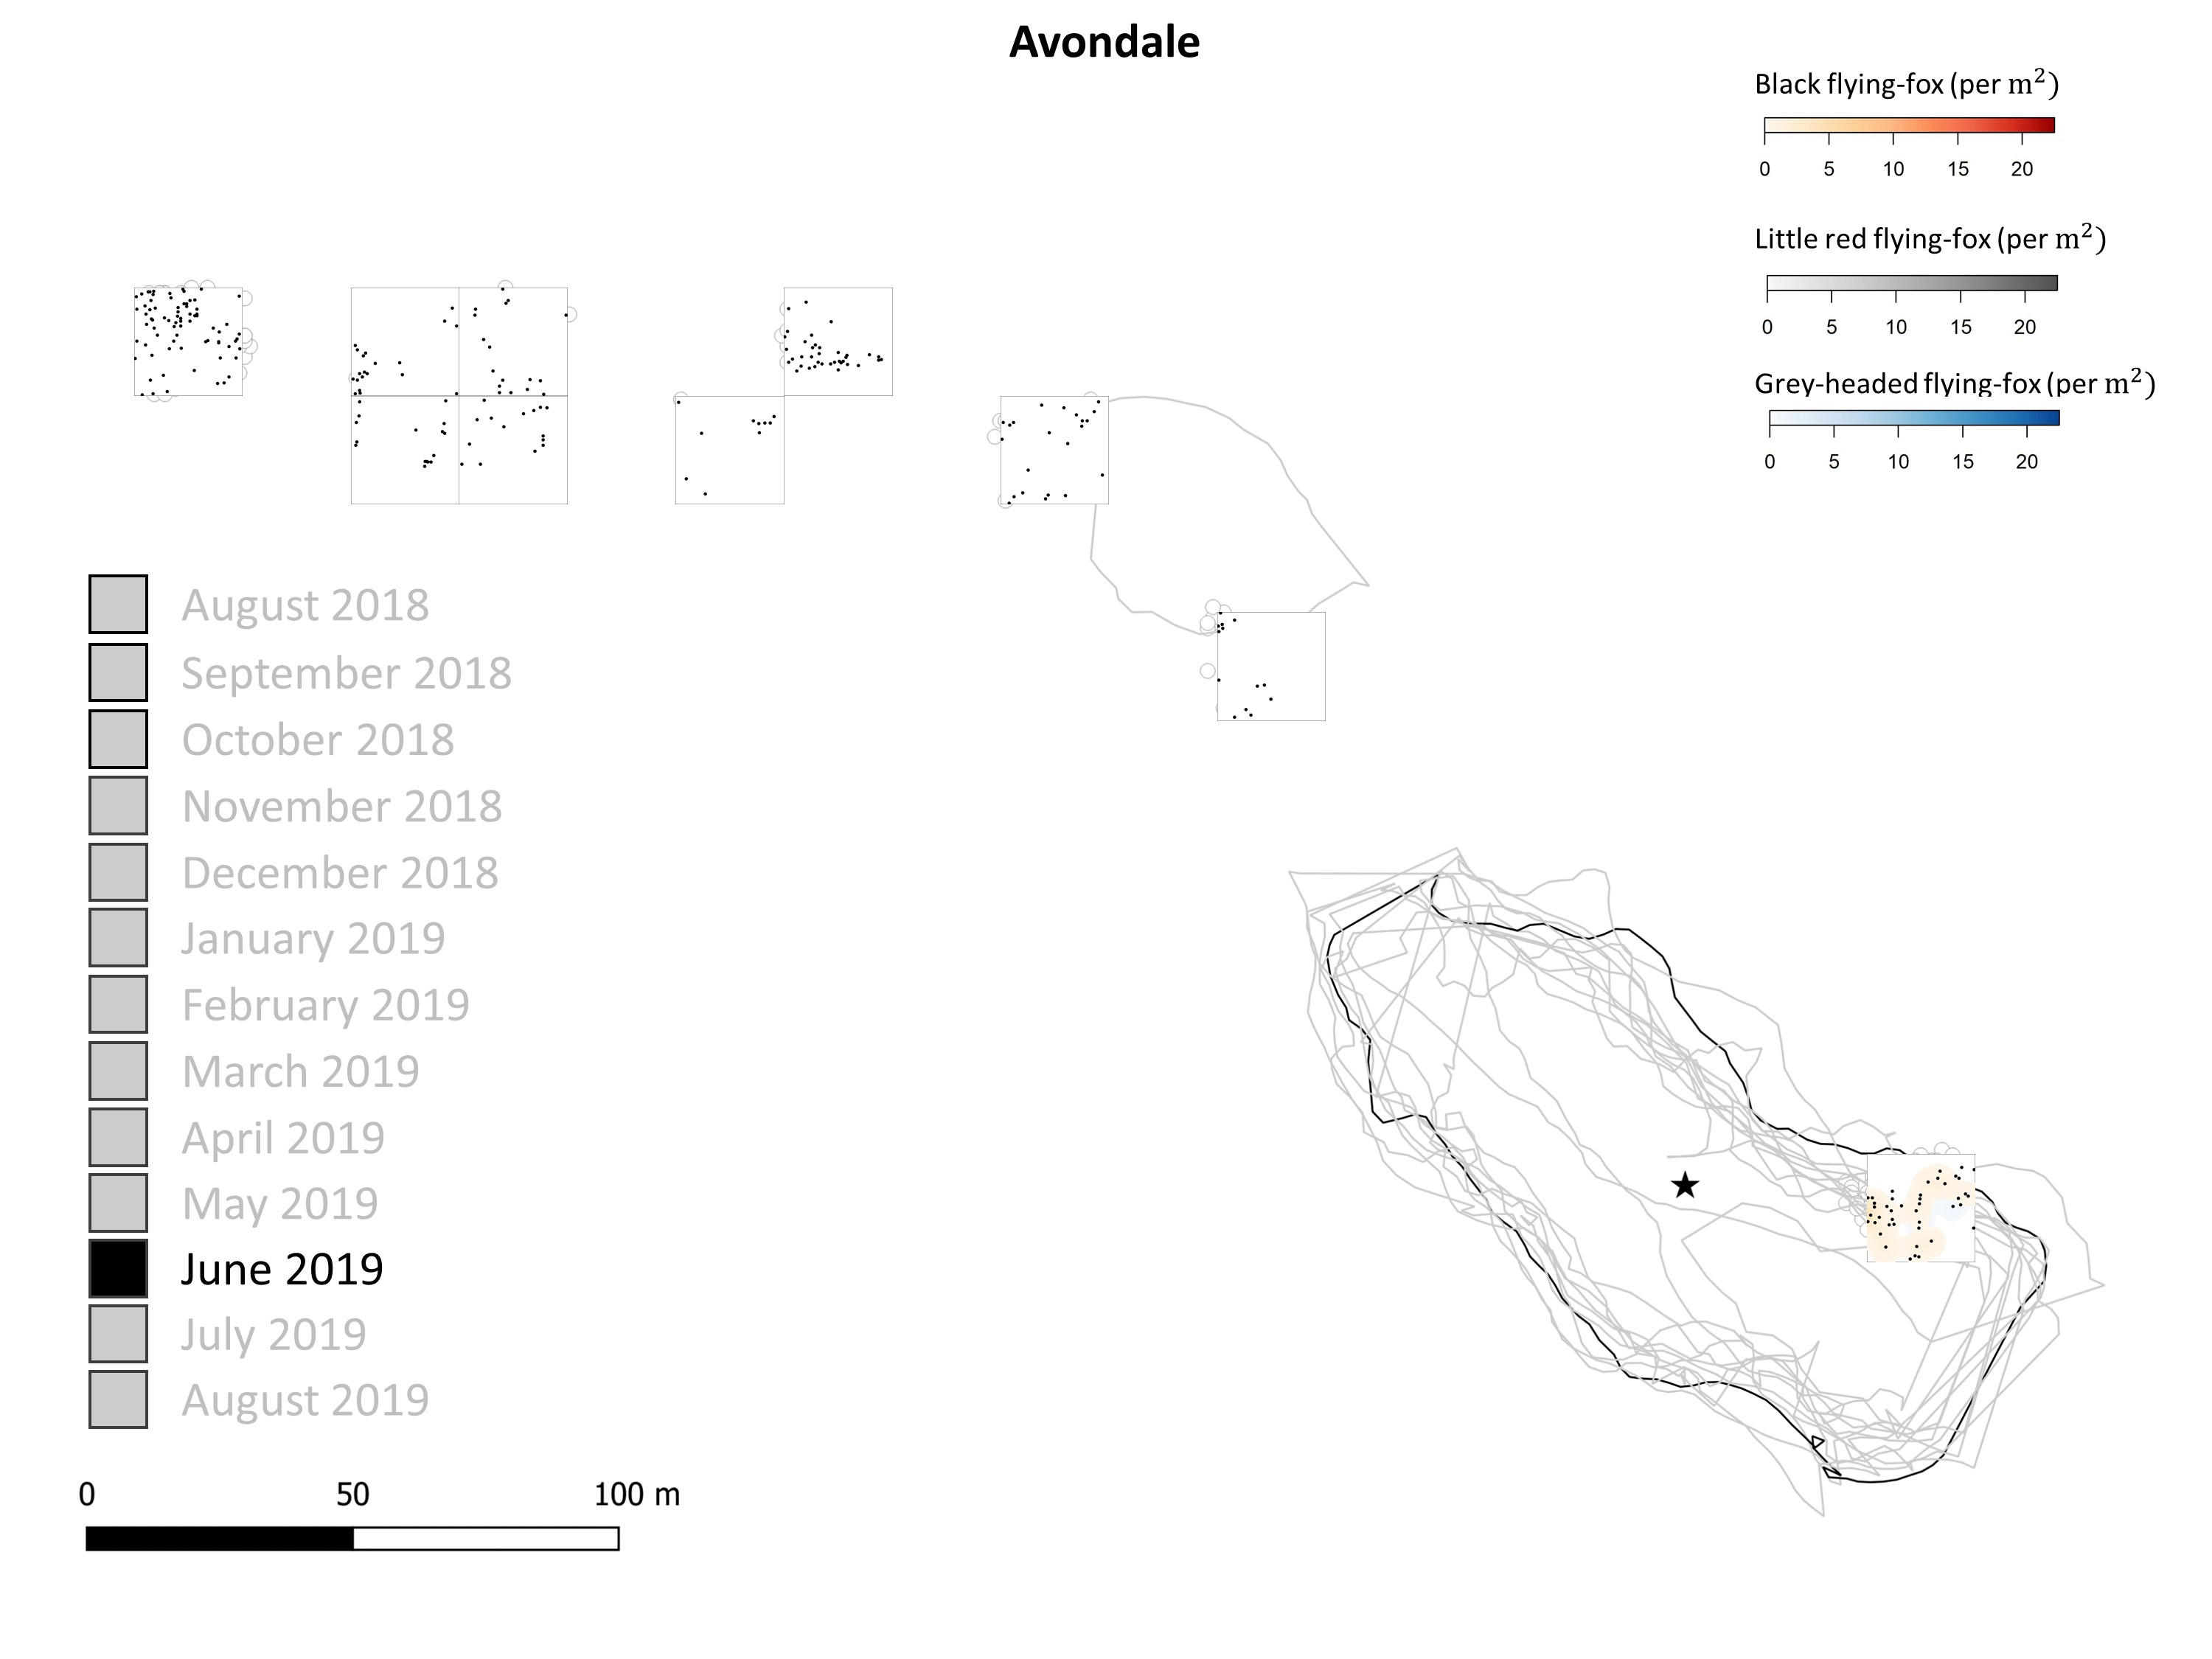 Avondale
Black flying-fox (per m²)
0 5 10 15 20
Little red flying-fox (per m²)
0 5 10 15 20
Grey-headed flying-fox (per m²)
0 5 10 15 20
August 2018
September 2018
October 2018
November 2018
December 2018
January 2019
February 2019
March 2019
April 2019
May 2019
June 2019
July 2019
August 2019
0 50 100 m